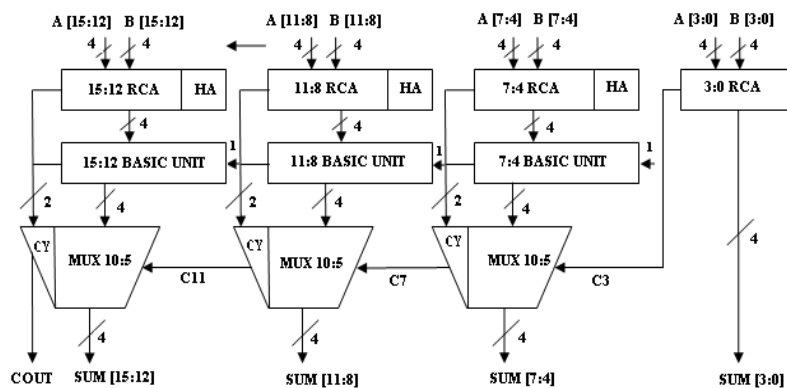 A [15:12] B [15:12] A [11:8] B [11:8] A [7:4] B [7:4] A [3:0] B [3:0]
4 4 4 4 4 4 4 4
15:12 RCA HA 11:8 RCA HA 7:4 RCA HA 3:0 RCA
4 4 4
1 1 1
15:12 BASIC UNIT 11:8 BASIC UNIT 7:4 BASIC UNIT
2 4 2 4 2 4 4
CY MUX 10:5 CY MUX 10:5 CY MUX 10:5
C11 C7 C3
4 4 4
COUT SUM [15:12] SUM [11:8] SUM [7:4] SUM [3:0]